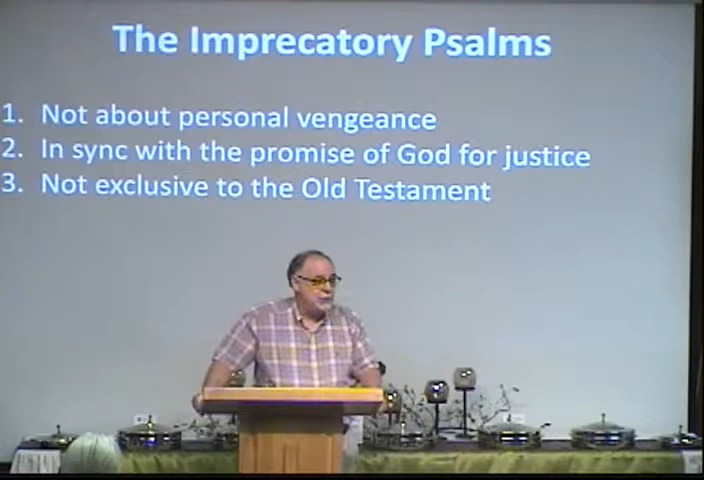 The Imprecatory Psalms
1. Not about personal vengeance
2. In sync with the promise of God for justice
3. Not exclusive to the Old Testament